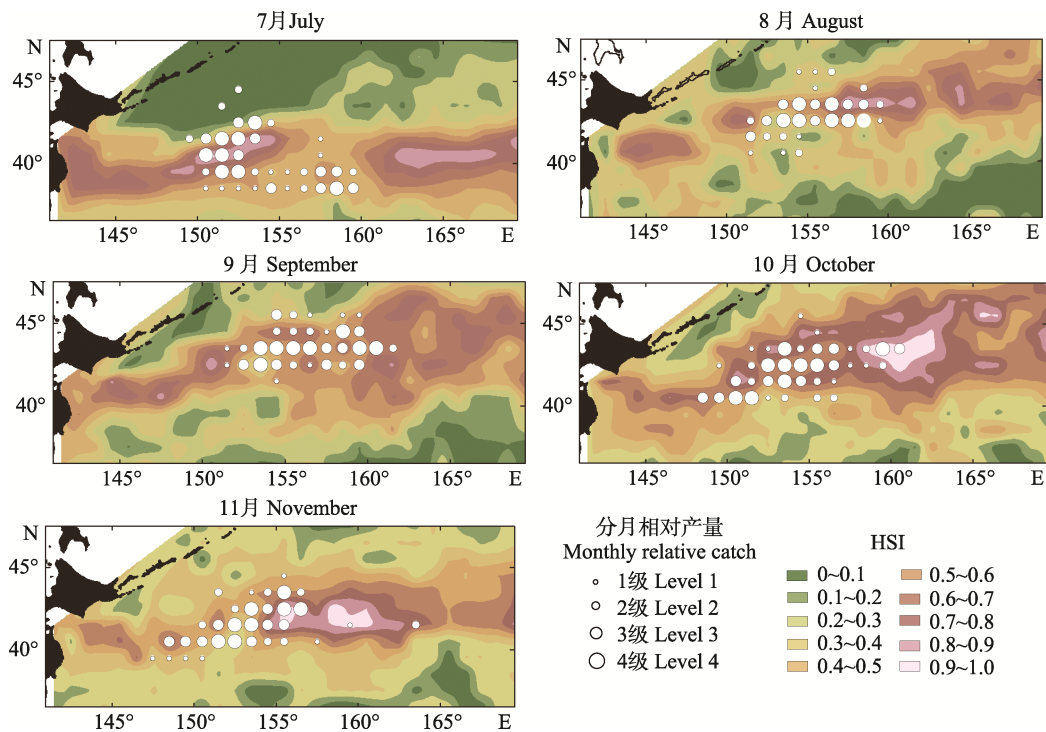 7月July
N
45°
40°
145°
150°
155°
160°
165°
E
8 月 August
N
45°
40°
145°
150°
155°
160°
165°
E
9 月 September
N
45°
40°
145°
150°
155°
160°
165°
E
10 月 October
N
45°
40°
145°
150°
155°
160°
165°
E
11月 November
N
45°
40°
145°
150°
155°
160°
165°
E
分月相对产量
Monthly relative catch
1级 Level 1
2级 Level 2
3级 Level 3
4级 Level 4
HSI
0~0.1
0.1~0.2
0.2~0.3
0.3~0.4
0.4~0.5
0.5~0.6
0.6~0.7
0.7~0.8
0.8~0.9
0.9~1.0